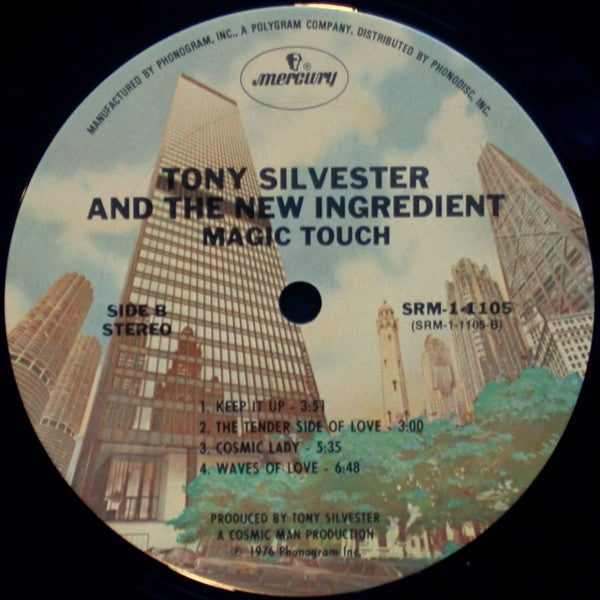 MANUFACTURED BY PHONOGRAM, INC., A POLYGRAM COMPANY. DISTRIBUTED BY PHONODISC, INC.
mercury ®
TONY SILVESTER
AND THE NEW INGREDIENT
MAGIC TOUCH
SIDE B
STEREO
SRM-1-1105
(SRM-1-1105-B)
1. KEEP IT UP - 3:51
2. THE TENDER SIDE OF LOVE - 3:00
3. COSMIC LADY - 5:35
4. WAVES OF LOVE - 6:48
PRODUCED BY TONY SILVESTER
A COSMIC MAN PRODUCTION
℗ 1976 Phonogram Inc.